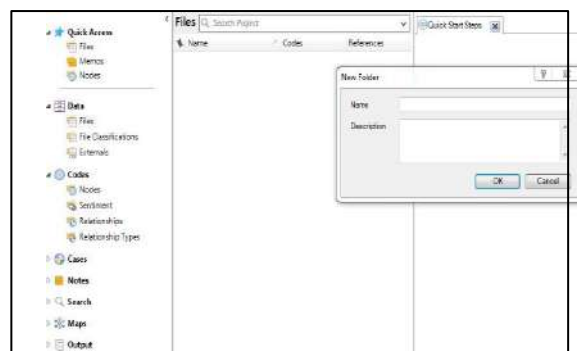 Quick Access
Files
Memos
Nodes
Data
Files
File Classifications
Externals
Codes
Nodes
Sentiment
Relationships
Relationship Types
Cases
Notes
Search
Maps
Output
Files
Search Project
Name
Codes
References
Quick Start Steps
New Folder
Name
Description
OK
Cancel